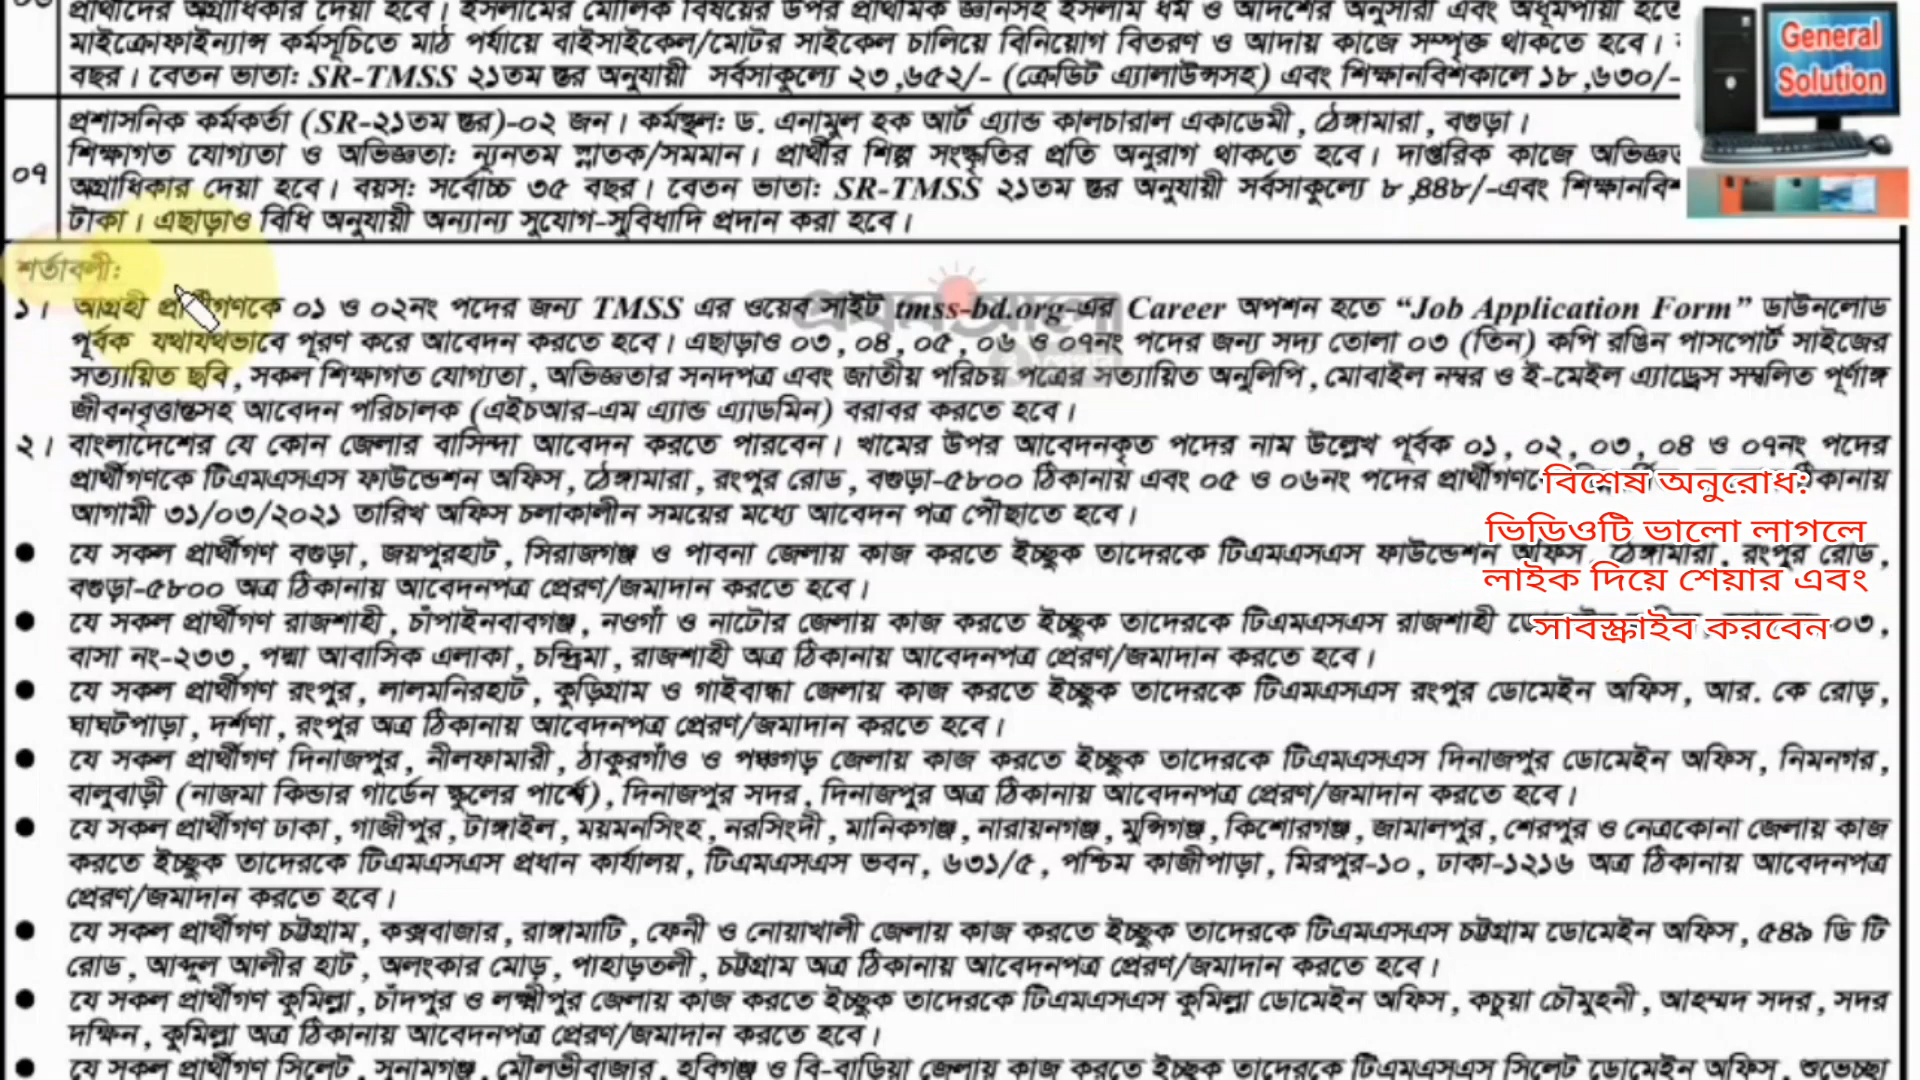 প্রার্থীদের অগ্রাধিকার দেয়া হবে। ইসলামের মৌলিক বিষয়ের উপর প্রাথমিক জ্ঞানসহ ইসলাম ধর্ম ও আদর্শের অনুসারী এবং অধূমপায়ী হতে
মাইক্রোফাইন্যান্স কর্মসূচিতে মাঠ পর্যায়ে বাইসাইকেল/মোটর সাইকেল চালিয়ে বিনিয়োগ বিতরণ ও আদায় কাজে সম্পৃক্ত থাকতে হবে।
বছর। বেতন ভাতা: SR-TMSS ২১তম স্তর অনুযায়ী সর্বসাকুল্যে ২৩,৬৫২/- (ক্রেডিট এ্যালাউন্সসহ) এবং শিক্ষানবিশকালে ১৮,৬৩০/-
General
Solution
০৭
প্রশাসনিক কর্মকর্তা (SR-২১তম স্তর)-০২ জন। কর্মস্থল: ড. এনামুল হক আর্ট এ্যান্ড কালচারাল একাডেমী, ঠেঙ্গামারা, বগুড়া।
শিক্ষাগত যোগ্যতা ও অভিজ্ঞতা: ন্যূনতম স্নাতক/সমমান। প্রার্থীর শিল্প সংস্কৃতির প্রতি অনুরাগ থাকতে হবে। দাপ্তরিক কাজে
অগ্রাধিকার দেয়া হবে। বয়স: সর্বোচ্চ ৩৫ বছর। বেতন ভাতা: SR-TMSS ২১তম স্তর অনুযায়ী সর্বসাকুল্যে ৮,৪৪৮/-এবং
টাকা। এছাড়াও বিধি অনুযায়ী অন্যান্য সুযোগ-সুবিধাদি প্রদান করা হবে।
শর্তাবলী:
১। আগ্রহী প্রার্থীগণকে ০১ ও ০২নং পদের জন্য TMSS এর ওয়েব সাইট tmss-bd.org-এর Career অপশন হতে “Job Application Form” ডাউনলোড
পূর্বক যথাযথভাবে পূরণ করে আবেদন করতে হবে। এছাড়াও ০৩, ০৪, ০৫, ০৬ ও ০৭নং পদের জন্য সদ্য তোলা ০৩ (তিন) কপি রঙিন পাসপোর্ট সাইজের
সত্যায়িত ছবি, সকল শিক্ষাগত যোগ্যতা, অভিজ্ঞতার সনদপত্র এবং জাতীয় পরিচয় পত্রের সত্যায়িত অনুলিপি, মোবাইল নম্বর ও ই-মেইল এ্যাড্রেস সম্বলিত পূর্ণাঙ্গ
জীবনবৃত্তান্তসহ আবেদন পরিচালক (এইচআর-এম এ্যান্ড এ্যাডমিন) বরাবর করতে হবে।
২। বাংলাদেশের যে কোন জেলার বাসিন্দা আবেদন করতে পারবেন। খামের উপর আবেদনকৃত পদের নাম উল্লেখ পূর্বক ০১, ০২, ০৩, ০৪ ও ০৭নং পদের
প্রার্থীগণকে টিএমএসএস ফাউন্ডেশন অফিস, ঠেঙ্গামারা, রংপুর রোড, বগুড়া-৫৮০০ ঠিকানায় এবং ০৫ ও ০৬নং পদের ঠিকানায়
আগামী ৩১/০৩/২০২১ তারিখ অফিস চলাকালীন সময়ের মধ্যে আবেদন পত্র পৌঁছাতে হবে।
বিশেষ অনুরোধ:
ভিডিওটি ভালো লাগলে
লাইক দিয়ে শেয়ার এবং
সাবস্ক্রাইব করবেন
● যে সকল প্রার্থীগণ বগুড়া, জয়পুরহাট, সিরাজগঞ্জ ও পাবনা জেলায় কাজ করতে ইচ্ছুক তাদেরকে টিএমএসএস ফাউন্ডেশন অফিস, ঠেঙ্গামারা, রংপুর রোড,
বগুড়া-৫৮০০ অত্র ঠিকানায় আবেদনপত্র প্রেরণ/জমাদান করতে হবে।
● যে সকল প্রার্থীগণ রাজশাহী, চাঁপাইনবাবগঞ্জ, নওগাঁ ও নাটোর জেলায় কাজ করতে ইচ্ছুক তাদেরকে টিএমএসএস রাজশাহী
বাসা নং-২৩৩, পদ্মা আবাসিক এলাকা, চন্দ্রিমা, রাজশাহী অত্র ঠিকানায় আবেদনপত্র প্রেরণ/জমাদান করতে হবে।
● যে সকল প্রার্থীগণ রংপুর, লালমনিরহাট, কুড়িগ্রাম ও গাইবান্ধা জেলায় কাজ করতে ইচ্ছুক তাদেরকে টিএমএসএস রংপুর ডোমেইন অফিস, আর. কে রোড়,
ঘাঘটপাড়া, দর্শণা, রংপুর অত্র ঠিকানায় আবেদনপত্র প্রেরণ/জমাদান করতে হবে।
● যে সকল প্রার্থীগণ দিনাজপুর, নীলফামারী, ঠাকুরগাঁও ও পঞ্চগড় জেলায় কাজ করতে ইচ্ছুক তাদেরকে টিএমএসএস দিনাজপুর ডোমেইন অফিস, নিমনগর,
বালুবাড়ী (নাজমা কিন্ডার গার্ডেন স্কুলের পার্শ্বে), দিনাজপুর সদর, দিনাজপুর অত্র ঠিকানায় আবেদনপত্র প্রেরণ/জমাদান করতে হবে।
● যে সকল প্রার্থীগণ ঢাকা, গাজীপুর, টাঙ্গাইল, ময়মনসিংহ, নরসিংদী, মানিকগঞ্জ, নারায়নগঞ্জ, মুন্সিগঞ্জ, কিশোরগঞ্জ, জামালপুর, শেরপুর ও নেত্রকোনা জেলায় কাজ
করতে ইচ্ছুক তাদেরকে টিএমএসএস প্রধান কার্যালয়, টিএমএসএস ভবন, ৬৩১/৫, পশ্চিম কাজীপাড়া, মিরপুর-১০, ঢাকা-১২১৬ অত্র ঠিকানায় আবেদনপত্র
প্রেরণ/জমাদান করতে হবে।
● যে সকল প্রার্থীগণ চট্টগ্রাম, কক্সবাজার, রাঙ্গামাটি, ফেনী ও নোয়াখালী জেলায় কাজ করতে ইচ্ছুক তাদেরকে টিএমএসএস চট্টগ্রাম ডোমেইন অফিস, ৫৪৯ ডি টি
রোড, আব্দুল আলীর হাট, অলংকার মোড়, পাহাড়তলী, চট্টগ্রাম অত্র ঠিকানায় আবেদনপত্র প্রেরণ/জমাদান করতে হবে।
● যে সকল প্রার্থীগণ কুমিল্লা, চাঁদপুর ও লক্ষ্মীপুর জেলায় কাজ করতে ইচ্ছুক তাদেরকে টিএমএসএস কুমিল্লা ডোমেইন অফিস, কচুয়া চৌমুহনী, আহম্মদ সদর, সদর
দক্ষিন, কুমিল্লা অত্র ঠিকানায় আবেদনপত্র প্রেরণ/জমাদান করতে হবে।
● যে সকল প্রার্থীগণ সিলেট, সুনামগঞ্জ, মৌলভীবাজার, হবিগঞ্জ ও বি-বাড়িয়া জেলায় কাজ করতে ইচ্ছুক তাদেরকে টিএমএসএস সিলেট ডোমেইন অফিস, শুভেচ্ছা